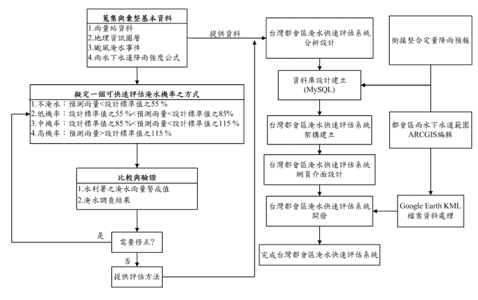 蒐集與彙整基本資料
1.雨量站資料
2.地理資訊圖層
3.颱風淹水事件
4.雨水下水道降雨強度公式
提供資料
擬定一個可快速評估淹水機率之方式
1.不淹水：預測雨量<設計標準值之55 %
2.低機率：設計標準值之55 %<預測雨量<設計標準值之85%
3.中機率：設計標準值之85 %<預測雨量<設計標準值之115 %
4.高機率：預測雨量>設計標準值之115 %
比較與驗證
1.水利署之淹水雨量警戒值
2.淹水調查結果
是
需要修正?
否
提供評估方法
台灣都會區淹水快速評估系統
分析設計
資料庫設計建立
(MySQL)
台灣都會區淹水快速評估系統
架構建立
台灣都會區淹水快速評估系統
網頁介面設計
台灣都會區淹水快速評估系統
開發
完成台灣都會區淹水快速評估系統
銜接整合定量降雨預報
都會區雨水下水道範圍
ARCGIS編輯
Google Earth KML
檔案資料處理